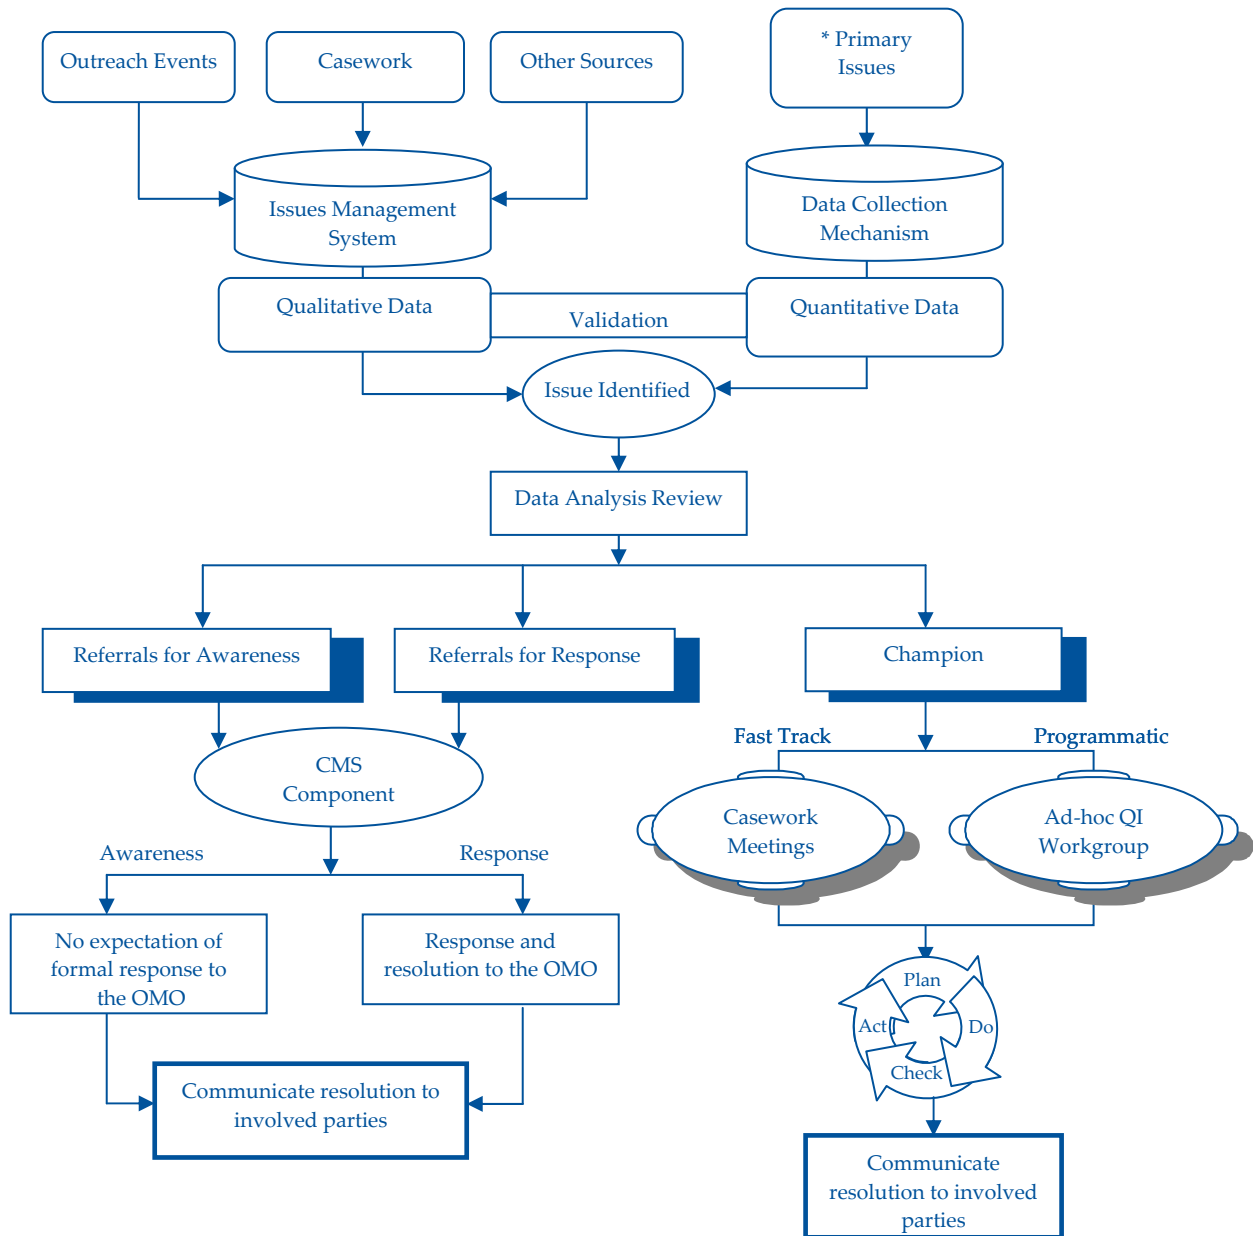 Outreach Events
Casework
Other Sources
* Primary
Issues
Issues Management
System
Data Collection
Mechanism
Qualitative Data
Validation
Quantitative Data
Issue Identified
Data Analysis Review
Referrals for Awareness
Referrals for Response
Champion
Fast Track
Programmatic
CMS
Component
Casework
Meetings
Ad-hoc QI
Workgroup
Awareness
Response
No expectation of
formal response to
the OMO
Response and
resolution to the OMO
Plan
Act
Do
Check
Communicate resolution to
involved parties
Communicate
resolution to involved
parties